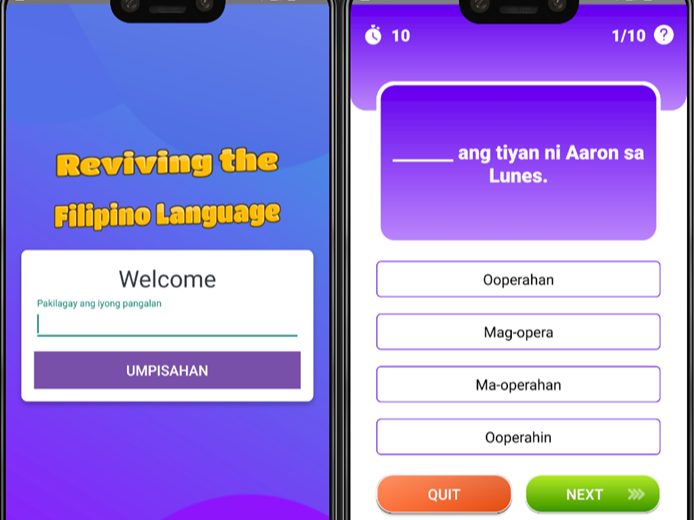 Reviving the
Filipino Language
Welcome
Pakilagay ang iyong pangalan
UMPISAHAN
10
1/10 ?
______ ang tiyan ni Aaron sa
Lunes.
Ooperahan
Mag-opera
Ma-operahan
Ooperahin
QUIT
NEXT